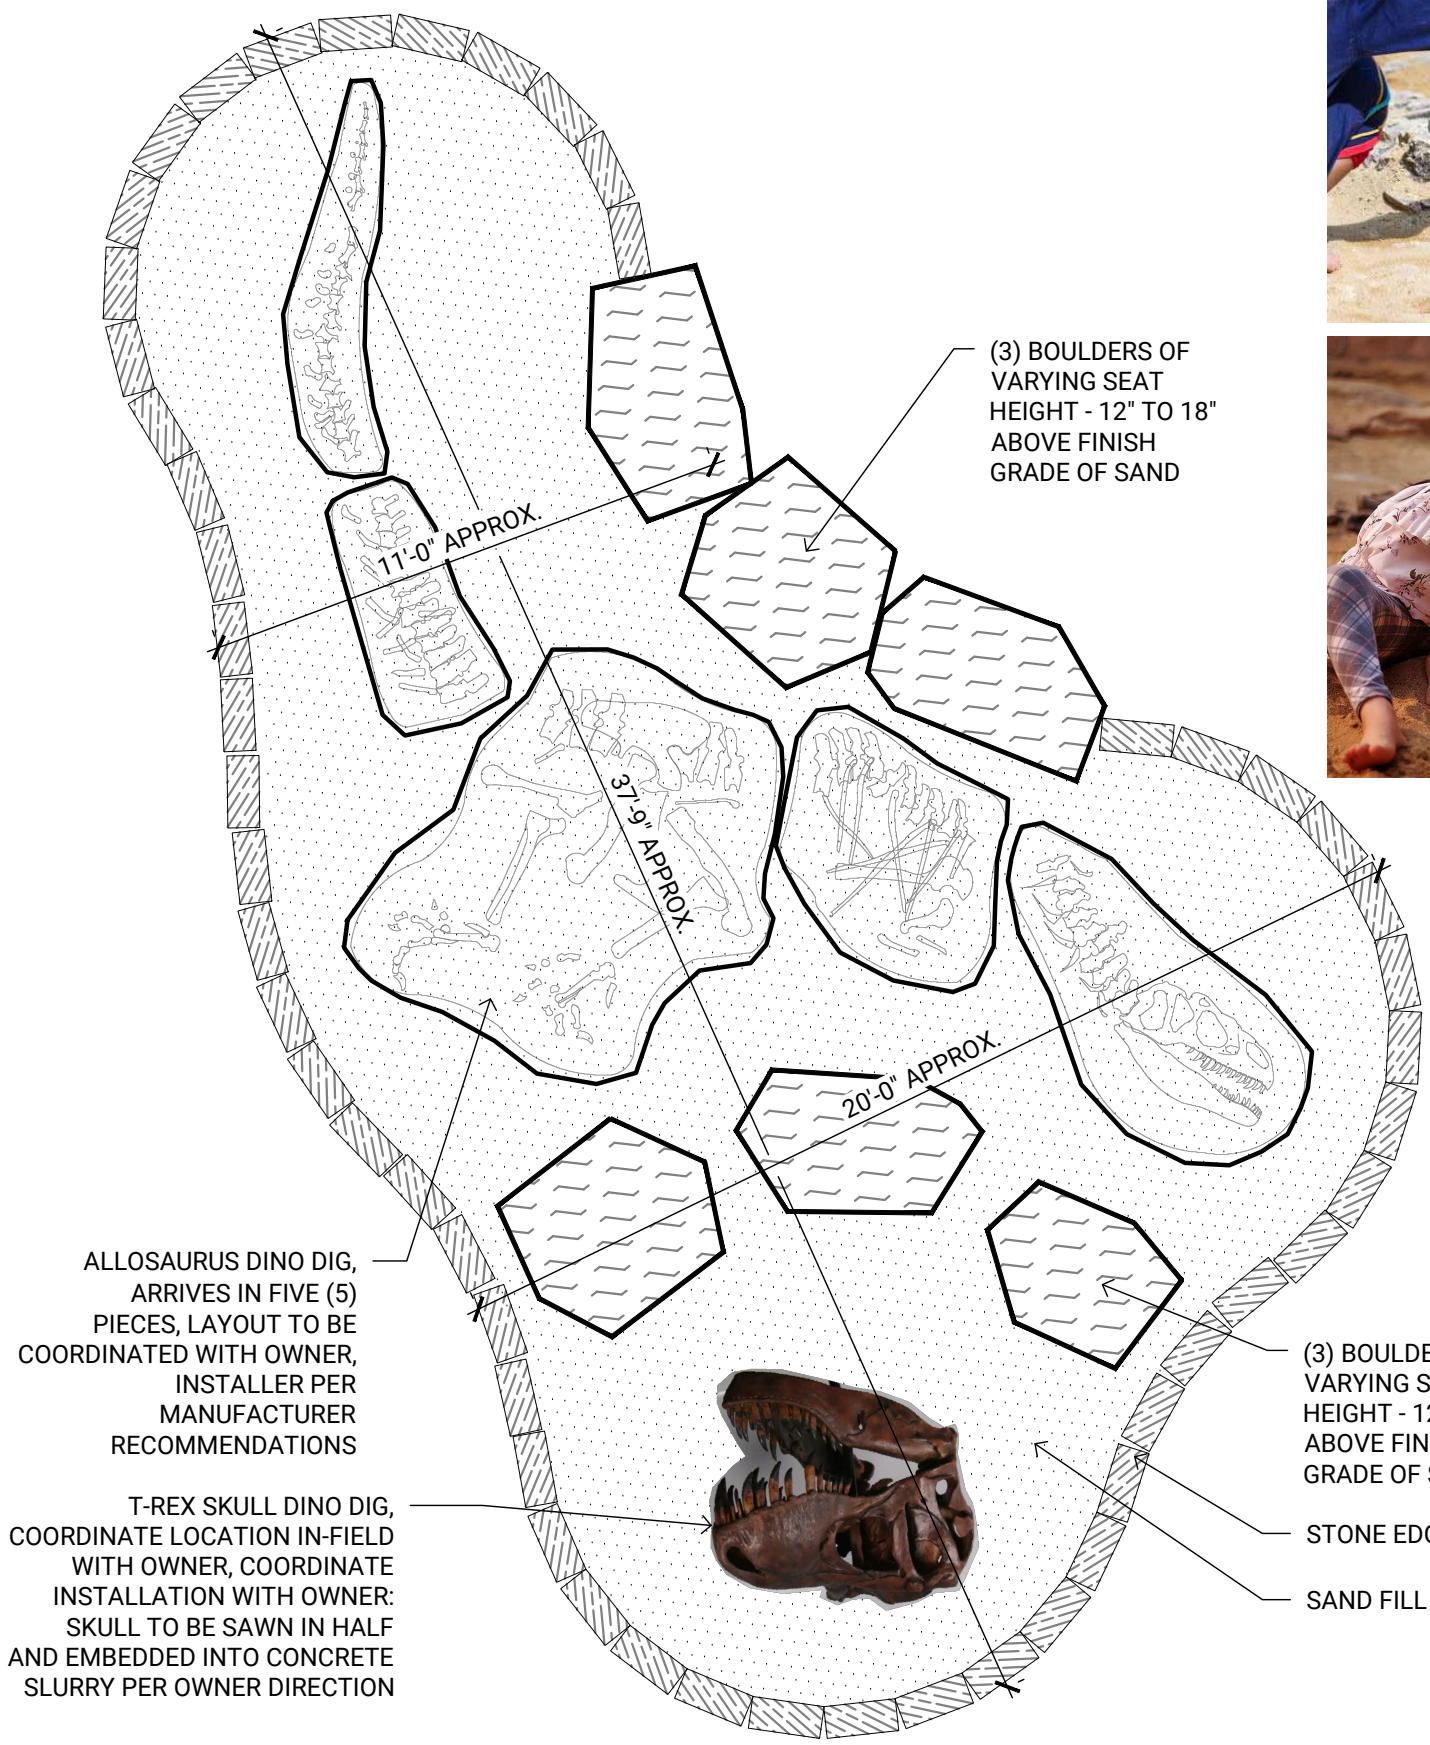 (3) BOULDERS OF
VARYING SEAT
HEIGHT - 12" TO 18"
ABOVE FINISH
GRADE OF SAND
11'-0" APPROX.
37'-9" APPROX.
20'-0" APPROX.
ALLOSAURUS DINO DIG,
ARRIVES IN FIVE (5)
PIECES, LAYOUT TO BE
COORDINATED WITH OWNER,
INSTALLER PER
MANUFACTURER
RECOMMENDATIONS
T-REX SKULL DINO DIG,
COORDINATE LOCATION IN-FIELD
WITH OWNER, COORDINATE
INSTALLATION WITH OWNER:
SKULL TO BE SAWN IN HALF
AND EMBEDDED INTO CONCRETE
SLURRY PER OWNER DIRECTION
(3)
VARYING
HEIGHT -
ABOVE
GRADE OF
STONE
SAND FILL